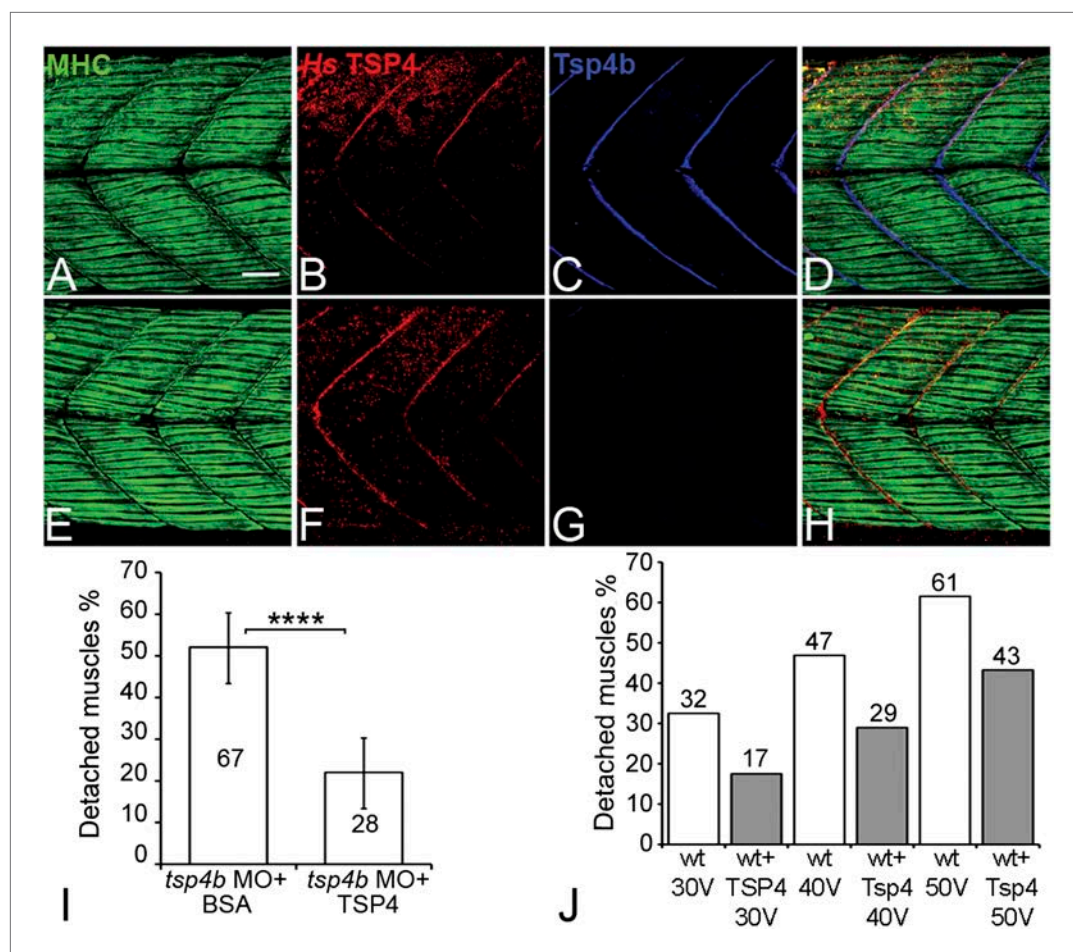 MHC Hs TSP4 Tsp4b
A B C D
E F G H
70
60
50
40
30
20
10
0
Detached muscles %
****
67
28
tsp4b MO+ BSA
tsp4b MO+ TSP4
I
70
60
50
40
30
20
10
0
Detached muscles %
32
17
47
29
61
43
wt 30V
wt+ TSP4 30V
wt 40V
wt+ Tsp4 40V
wt 50V
wt+ Tsp4 50V
J